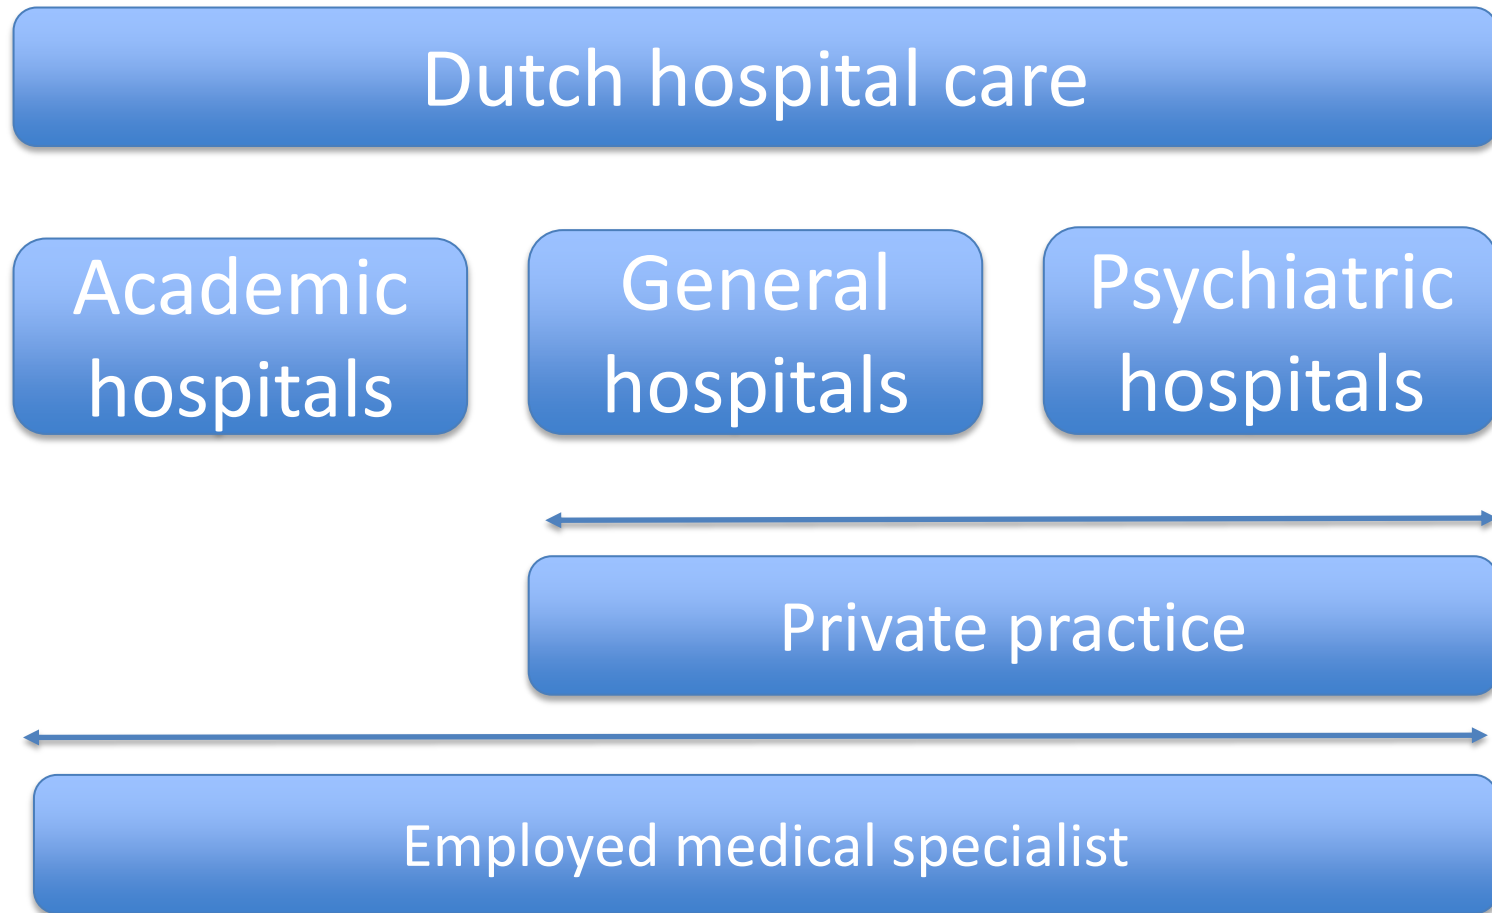 Dutch hospital care
Academic
hospitals
General
hospitals
Psychiatric
hospitals
Private practice
Employed medical specialist